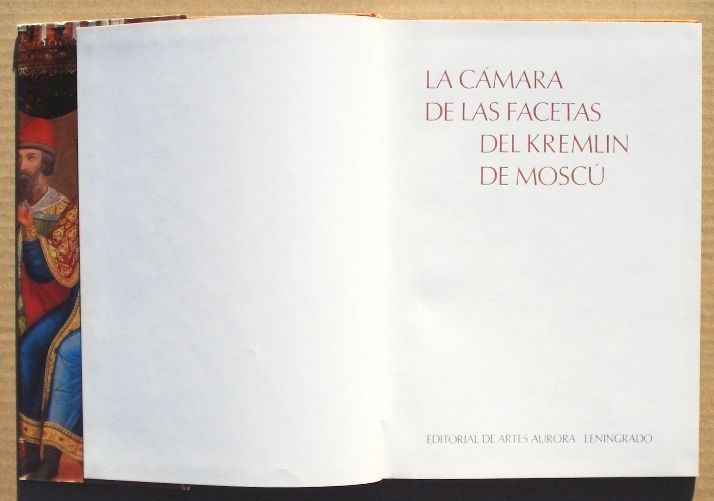 LA CÁMARA
DE LAS FACETAS
DEL KREMLIN
DE MOSCÚ
EDITORIAL DE ARTES AURORA LENINGRADO